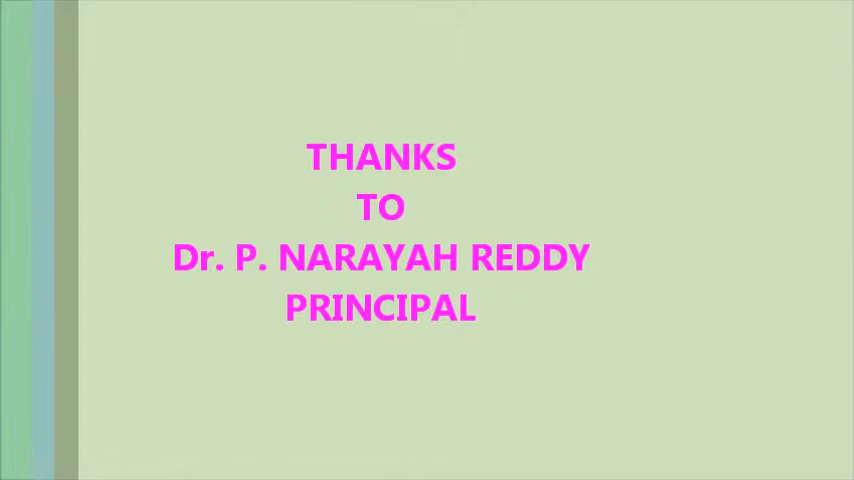 THANKS
TO
Dr. P. NARAYAH REDDY
PRINCIPAL